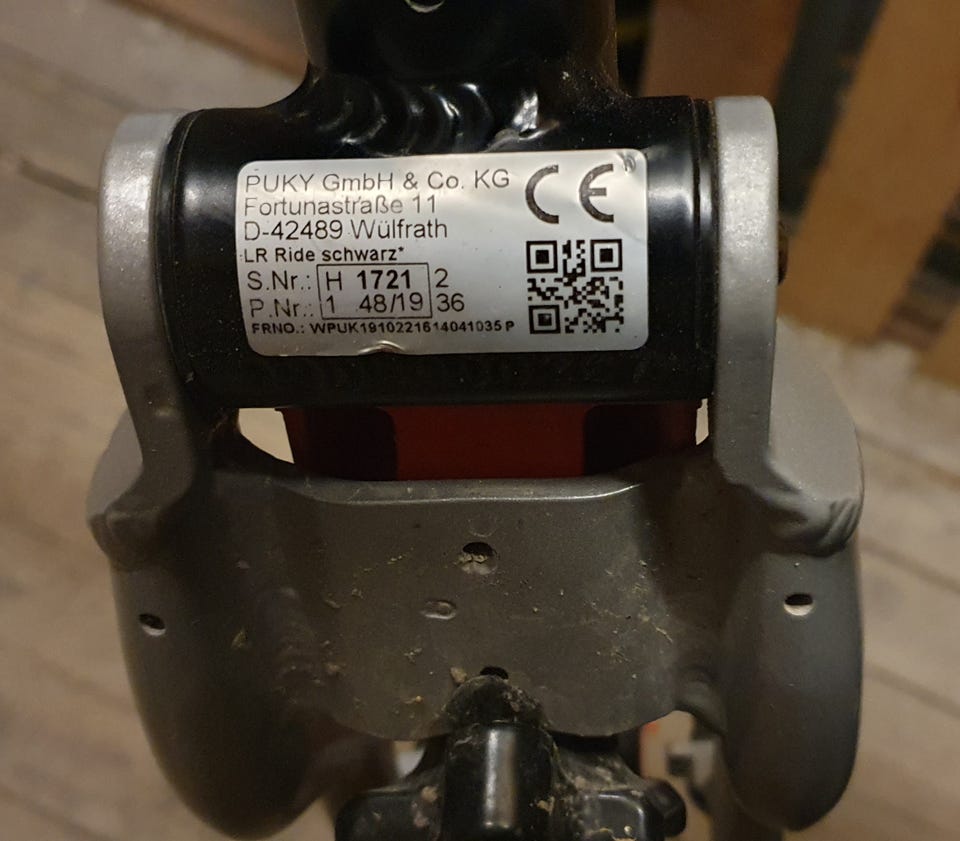 PUKY GmbH & Co. KG
Fortunastraße 11
D-42489 Wülfrath
LR Ride schwarz*
S.Nr.: H 1721 2
P.Nr.: 1 48/19 36
FRNO.: WPUK1910221614041035 P
CE